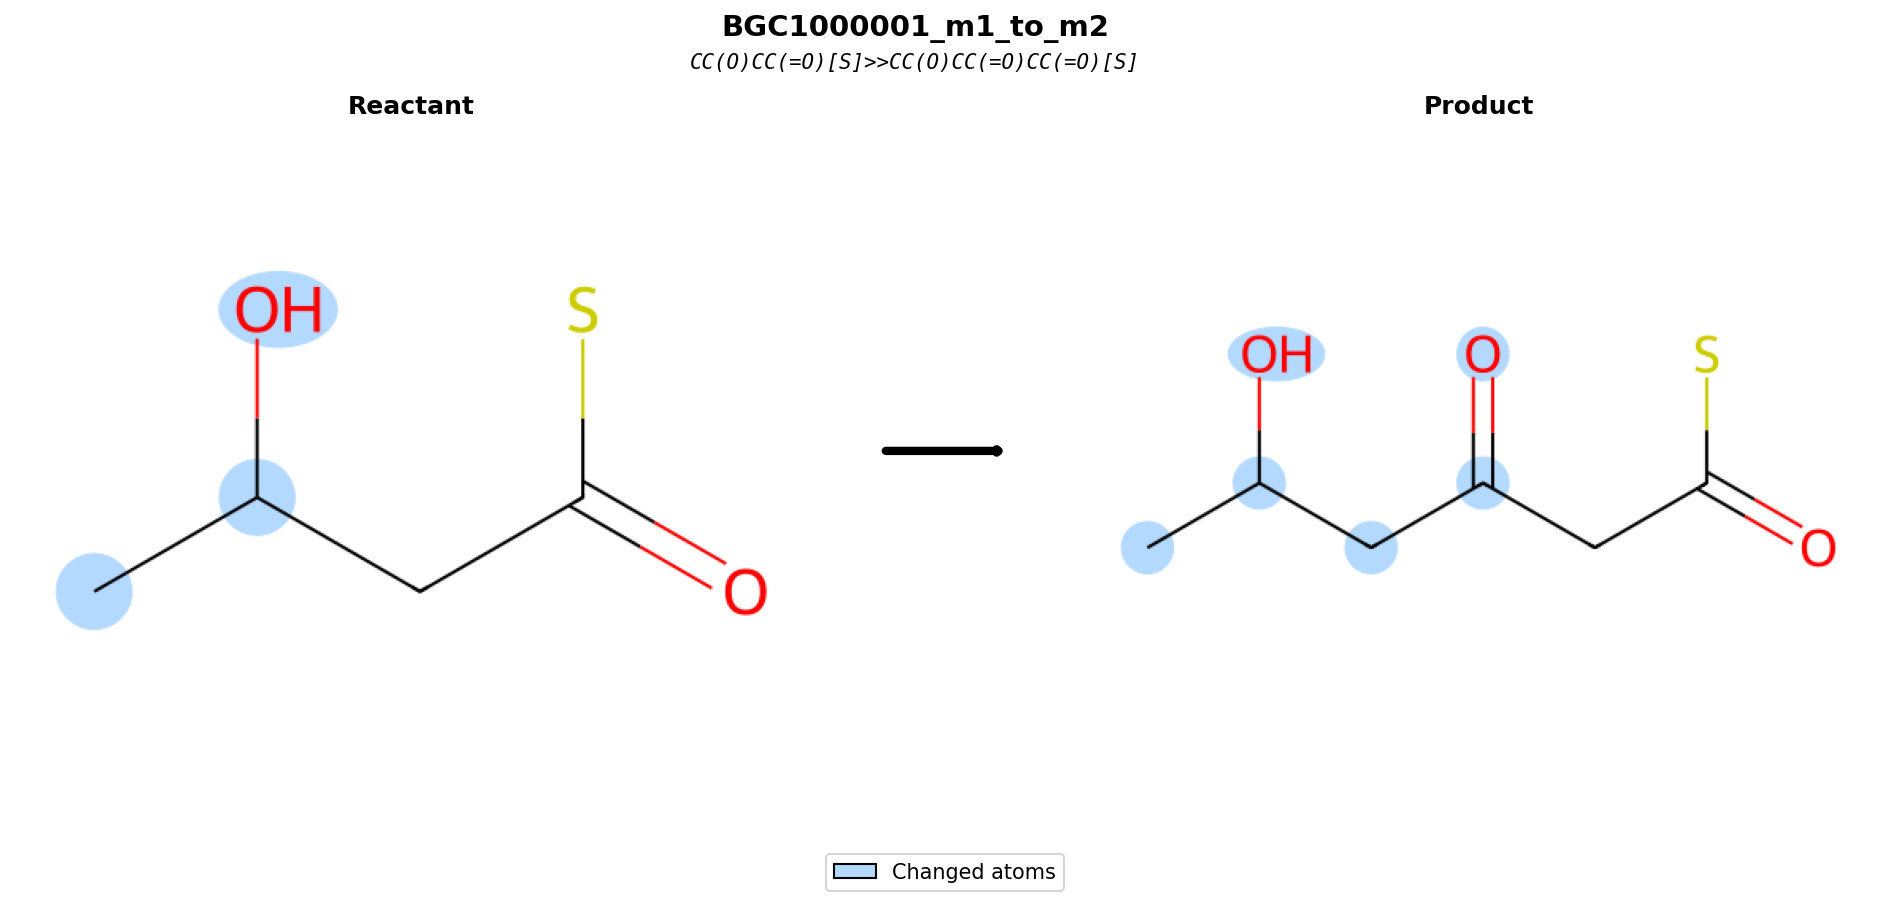 BGC1000001_m1_to_m2
CC(O)CC(=O)[S]>>CC(O)CC(=O)CC(=O)[S]
Reactant
Product
OH
S
O
OH
O
S
O
Changed atoms